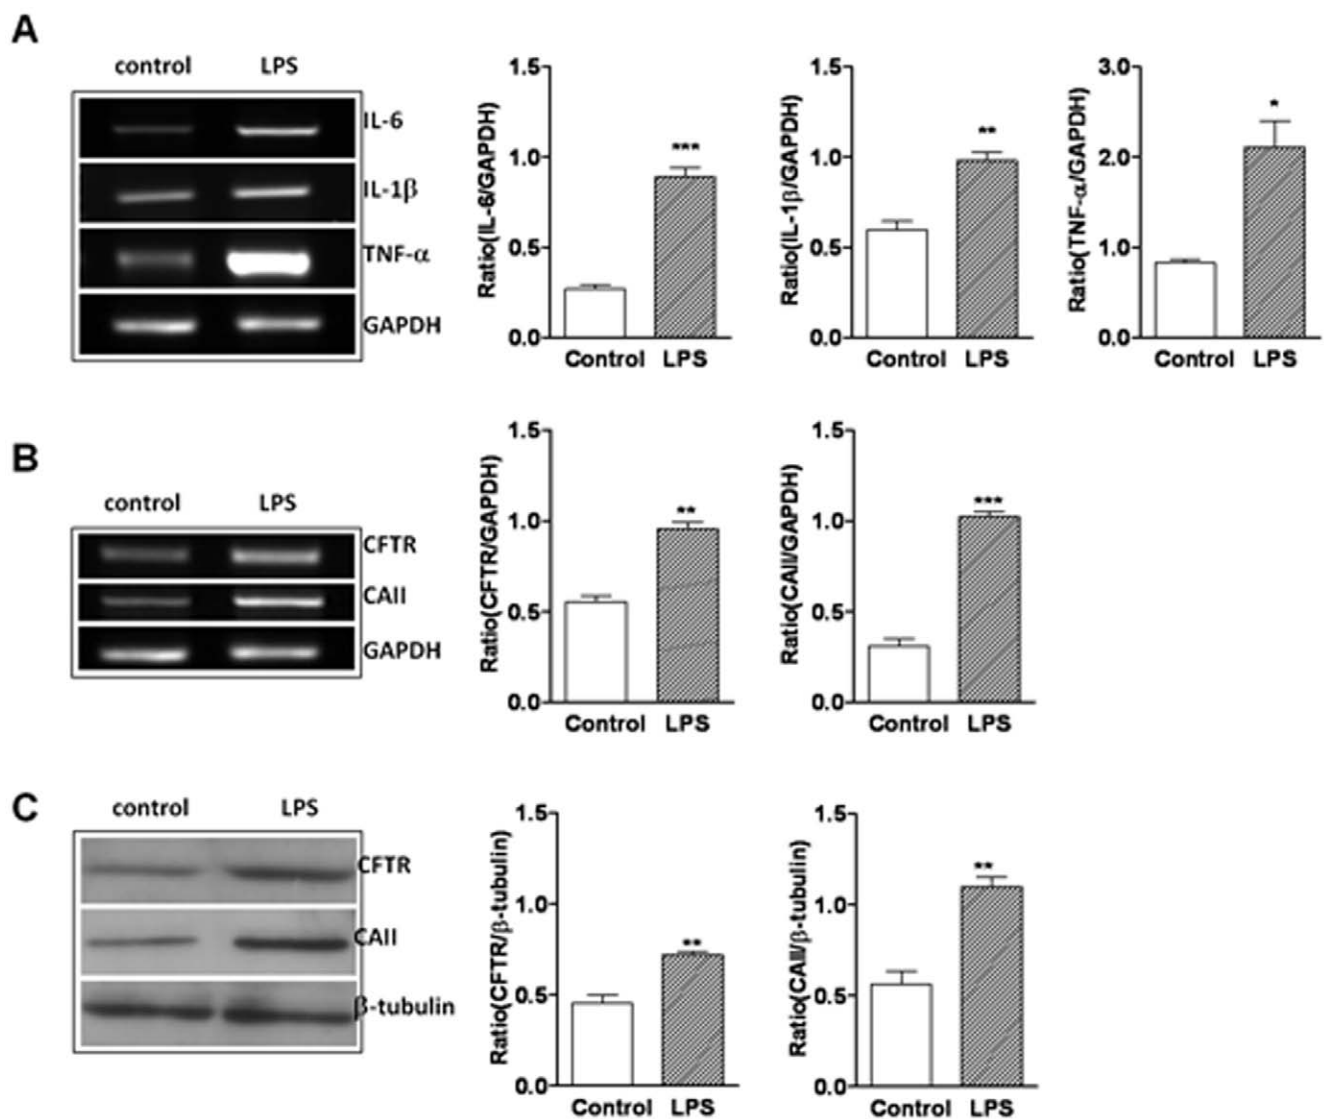 A
control LPS
IL-6
IL-1β
TNF-α
GAPDH
Ratio(IL-6/GAPDH)
1.5
1.0
0.5
0.0
***
Control LPS
Ratio(IL-1β/GAPDH)
1.5
1.0
0.5
0.0
**
Control LPS
Ratio(TNF-α/GAPDH)
3.0
2.0
1.0
0.0
*
Control LPS
B
control LPS
CFTR
CAII
GAPDH
Ratio(CFTR/GAPDH)
1.5
1.0
0.5
0.0
**
Control LPS
Ratio(CAII/GAPDH)
1.5
1.0
0.5
0.0
***
Control LPS
C
control LPS
CFTR
CAII
β-tubulin
Ratio(CFTR/β-tubulin)
1.5
1.0
0.5
0.0
**
Control LPS
Ratio(CAII/β-tubulin)
1.5
1.0
0.5
0.0
**
Control LPS